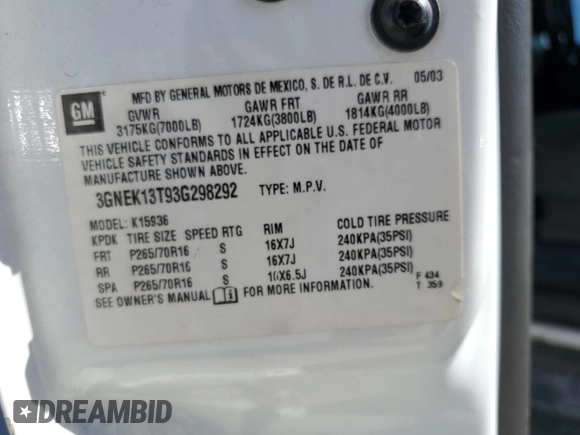 GM
MFD BY GENERAL MOTORS DE MEXICO, S. DE R.L. DE C.V. 05/03
GVWR GAWR FRT GAWR RR
3175KG(7000LB) 1724KG(3800LB) 1814KG(4000LB)
THIS VEHICLE CONFORMS TO ALL APPLICABLE U.S. FEDERAL MOTOR
VEHICLE SAFETY STANDARDS IN EFFECT ON THE DATE OF
MANUFACTURE SHOWN ABOVE.
3GNEK13T93G298292 TYPE: M.P.V.
MODEL: K15936
KPDK TIRE SIZE SPEED RTG RIM COLD TIRE PRESSURE
FRT P265/70R16 S 16X7J 240KPA(35PSI)
RR P265/70R16 S 16X7J 240KPA(35PSI)
SPA P265/70R16 S 16X6.5J 240KPA(35PSI)
SEE OWNER'S MANUAL FOR MORE INFORMATION.
F 434
T 359
DREAMBID